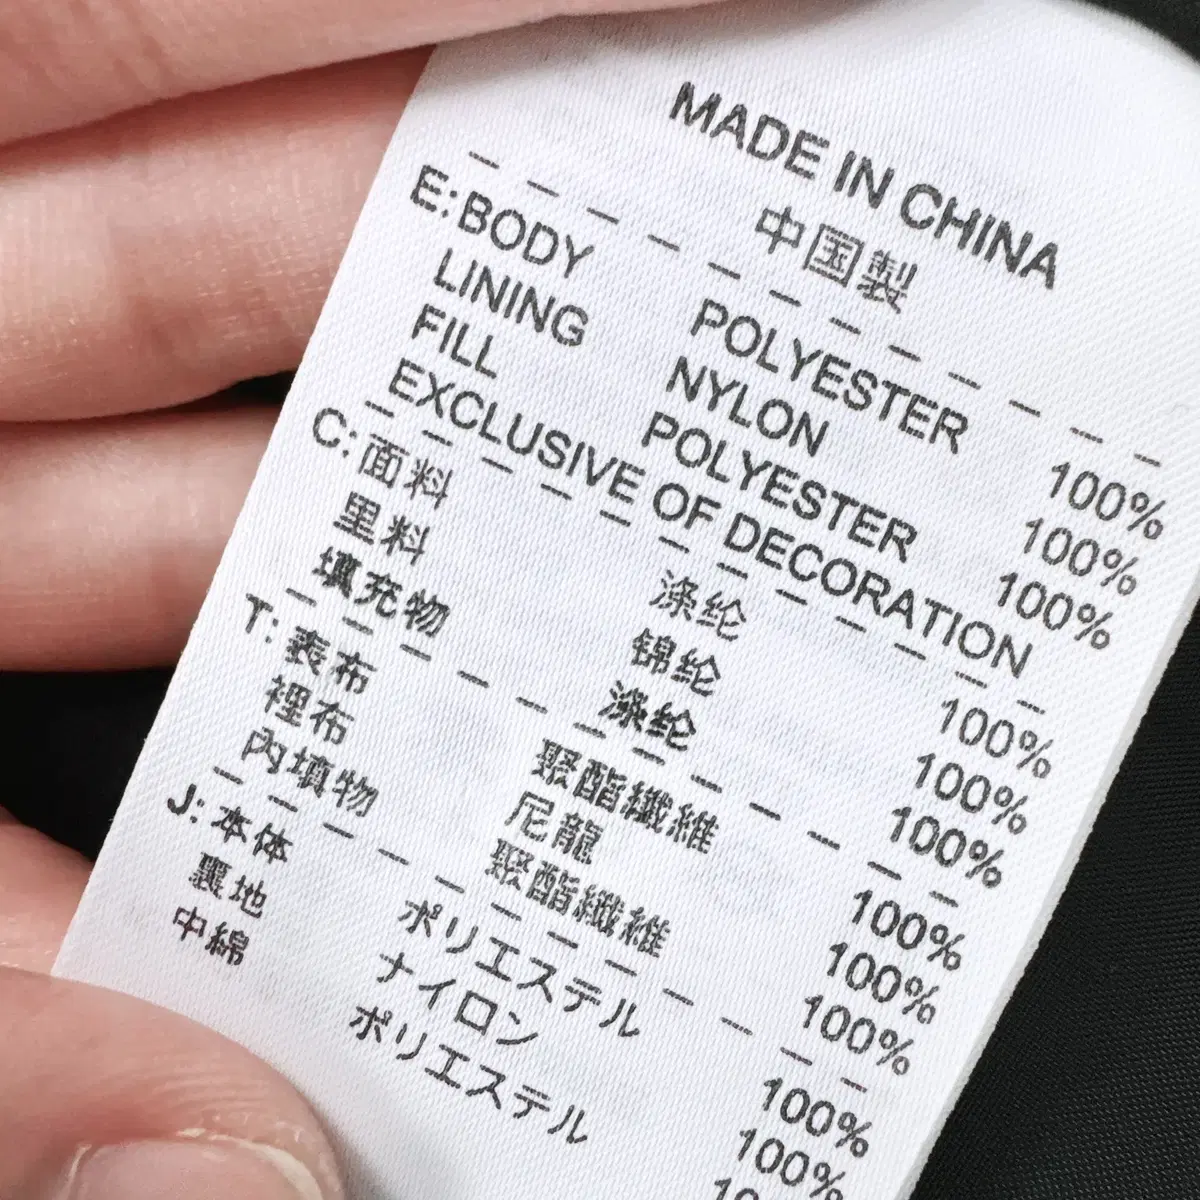 MADE IN CHINA
中国製
E: BODY POLYESTER 100%
LINING NYLON 100%
FILL POLYESTER 100%
EXCLUSIVE OF DECORATION
C: 面料 涤纶 100%
里料 锦纶 100%
填充物 涤纶 100%
T: 表布 聚酯纖維 100%
裡布 尼龍 100%
內填物 聚酯纖維 100%
J: 本体 ポリエステル 100%
裏地 ナイロン 100%
中綿 ポリエステル